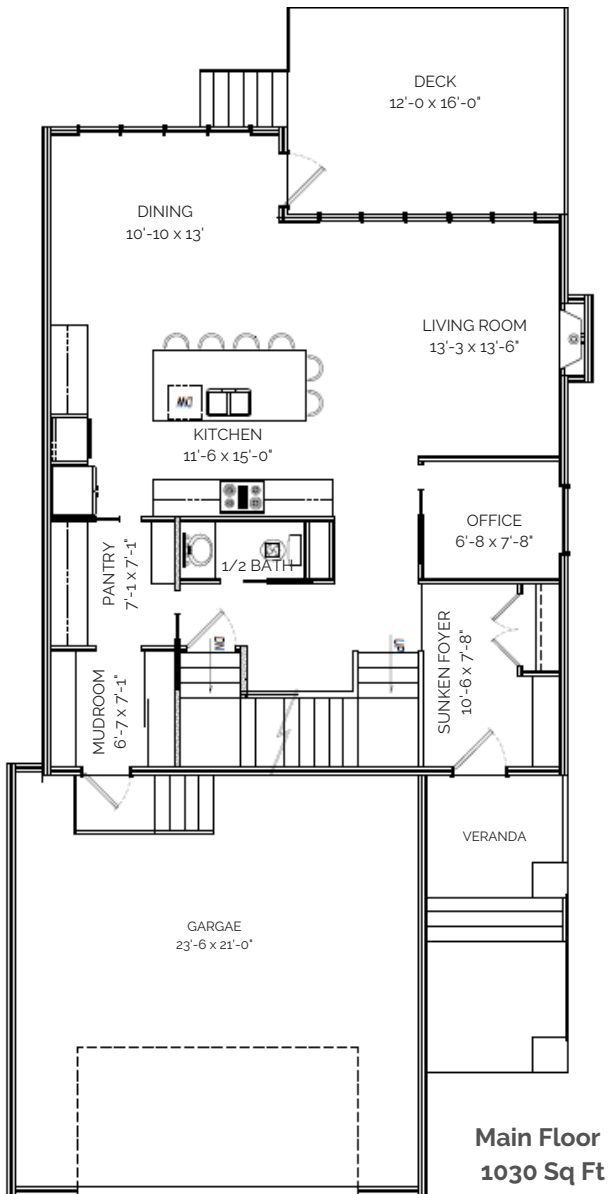 DECK
12'-0 x 16'-0"
DINING
10'-10 x 13'
LIVING ROOM
13'-3 x 13'-6"
DW
KITCHEN
11'-6 x 15'-0"
OFFICE
6'-8 x 7'-8"
1/2 BATH
PANTRY
7'-1 x 7'-1"
DN
UP
SUNKEN FOYER
10'-6 x 7'-8"
MUDROOM
6'-7 x 7'-1"
VERANDA
GARGAE
23'-6 x 21'-0"
Main Floor
1030 Sq Ft